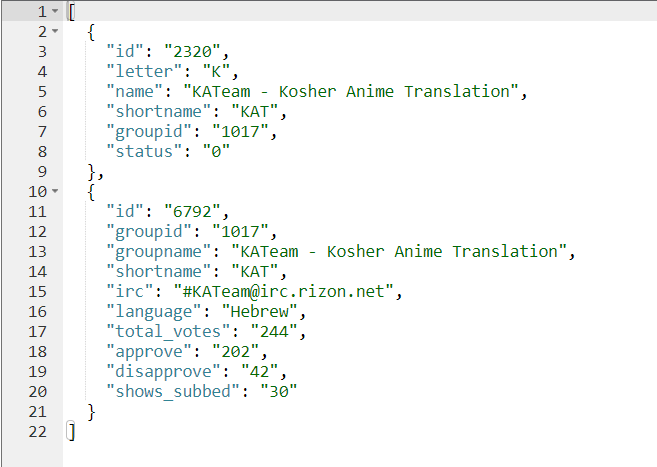 1 [
2 {
3 "id": "2320",
4 "letter": "K",
5 "name": "KATeam - Kosher Anime Translation",
6 "shortname": "KAT",
7 "groupid": "1017",
8 "status": "0"
9 },
10 {
11 "id": "6792",
12 "groupid": "1017",
13 "groupname": "KATeam - Kosher Anime Translation",
14 "shortname": "KAT",
15 "irc": "#KATeam@irc.rizon.net",
16 "language": "Hebrew",
17 "total_votes": "244",
18 "approve": "202",
19 "disapprove": "42",
20 "shows_subbed": "30"
21 }
22 ]